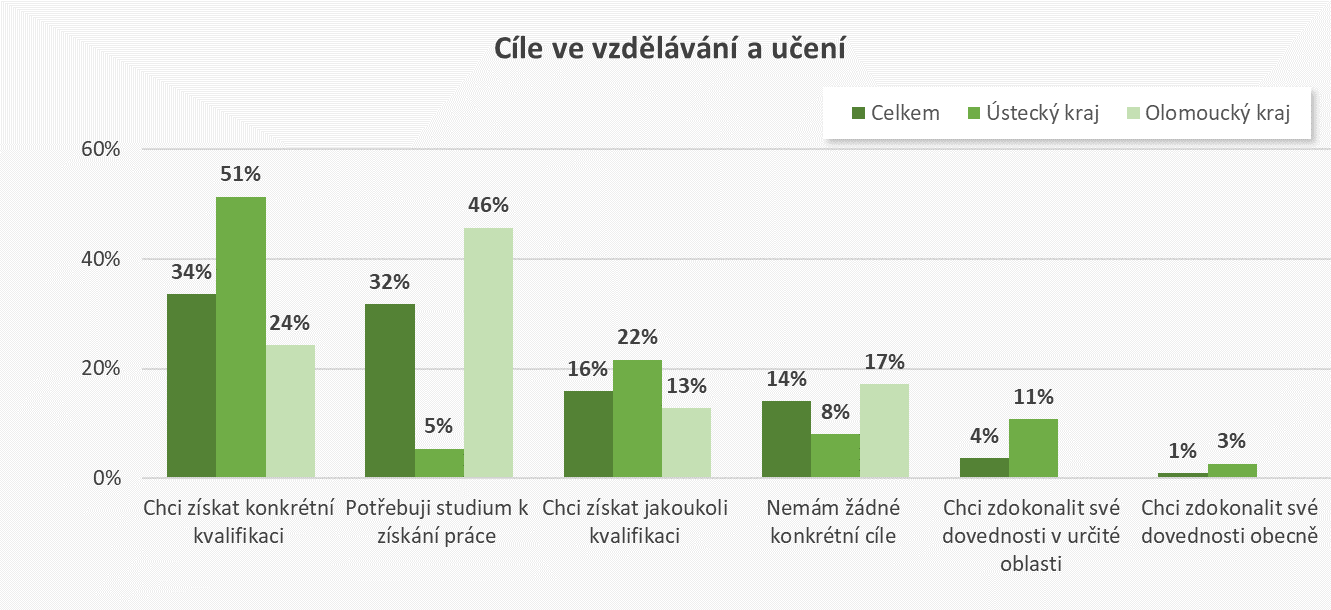 Cíle ve vzdělávání a učení
Celkem Ústecký kraj Olomoucký kraj
60%
51%
46%
40%
34%
32%
24%
22%
20%
16%
13%
14%
17%
11%
8%
5%
4%
3%
1%
0%
Chci získat konkrétní kvalifikaci
Potřebuji studium k získání práce
Chci získat jakoukoli kvalifikaci
Nemám žádné konkrétní cíle
Chci zdokonalit své dovednosti v určité oblasti
Chci zdokonalit své dovednosti obecně